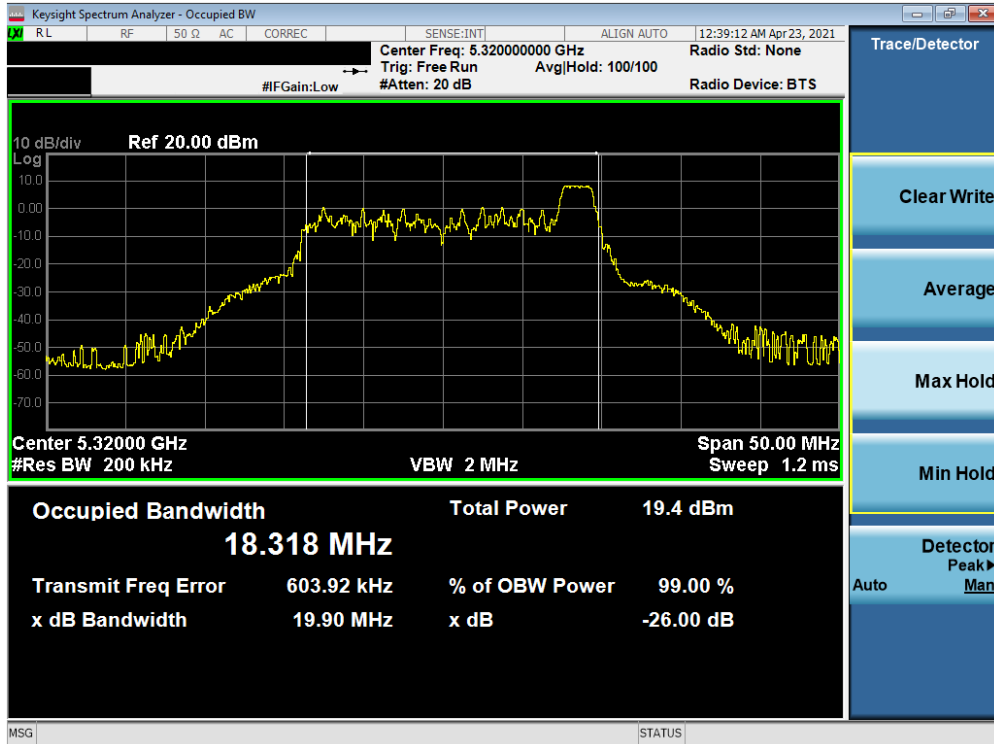 Keysight Spectrum Analyzer - Occupied BW
LXI RL RF 50 Ω AC CORREC SENSE:INT ALIGN AUTO 12:39:12 AM Apr 23, 2021
Center Freq: 5.320000000 GHz Radio Std: None
Trig: Free Run Avg|Hold: 100/100
#IFGain:Low #Atten: 20 dB Radio Device: BTS
Trace/Detector
10 dB/div Ref 20.00 dBm
Log
10.0
0.00
-10.0
-20.0
-30.0
-40.0
-50.0
-60.0
-70.0
Center 5.32000 GHz Span 50.00 MHz
#Res BW 200 kHz VBW 2 MHz Sweep 1.2 ms
Occupied Bandwidth Total Power 19.4 dBm
18.318 MHz
Transmit Freq Error 603.92 kHz % of OBW Power 99.00 %
x dB Bandwidth 19.90 MHz x dB -26.00 dB
Clear Write
Average
Max Hold
Min Hold
Detector
Peak
Auto Man
MSG STATUS